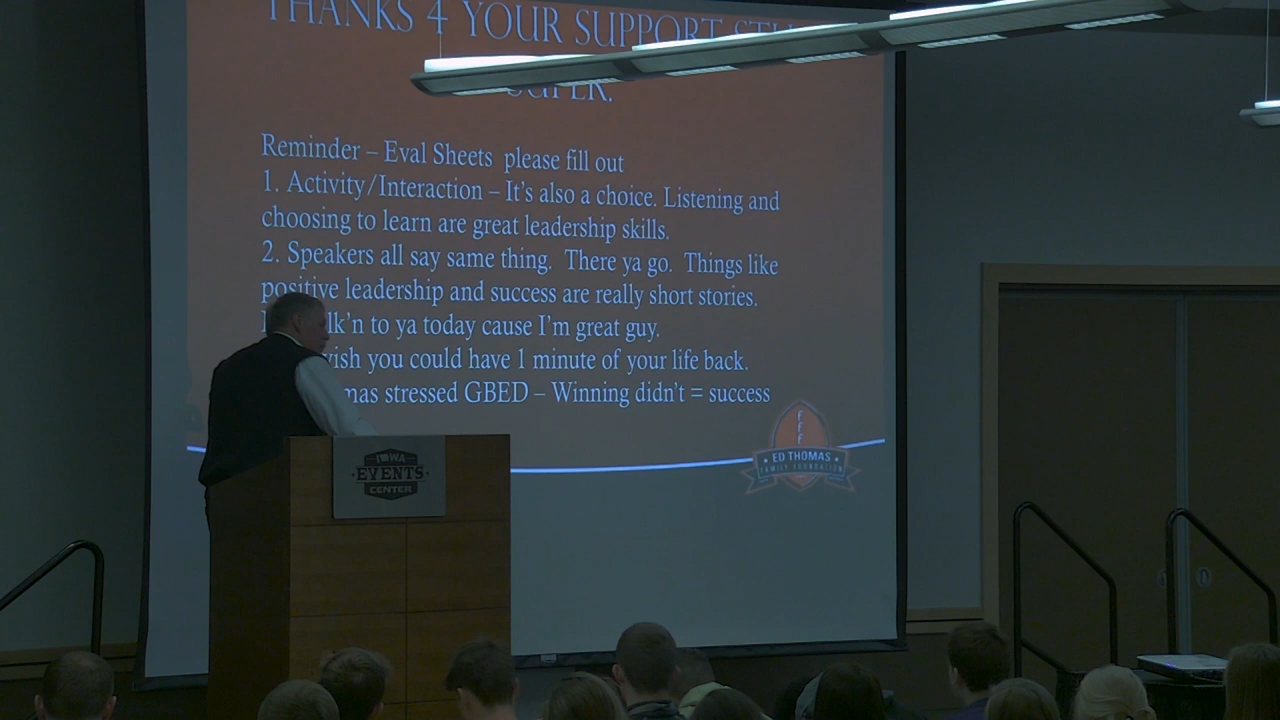 THANKS 4 YOUR SUPPORT
Reminder – Eval Sheets please fill out
1. Activity/Interaction – It's also a choice. Listening and
choosing to learn are great leadership skills.
2. Speakers all say same thing. There ya go. Things like
positive leadership and success are really short stories.
to ya today cause I'm great guy.
you could have 1 minute of your life back.
stressed GBED – Winning didn't = success
FFF
ED THOMAS
FAMILY FOUNDATION
IOWA
EVENTS
CENTER